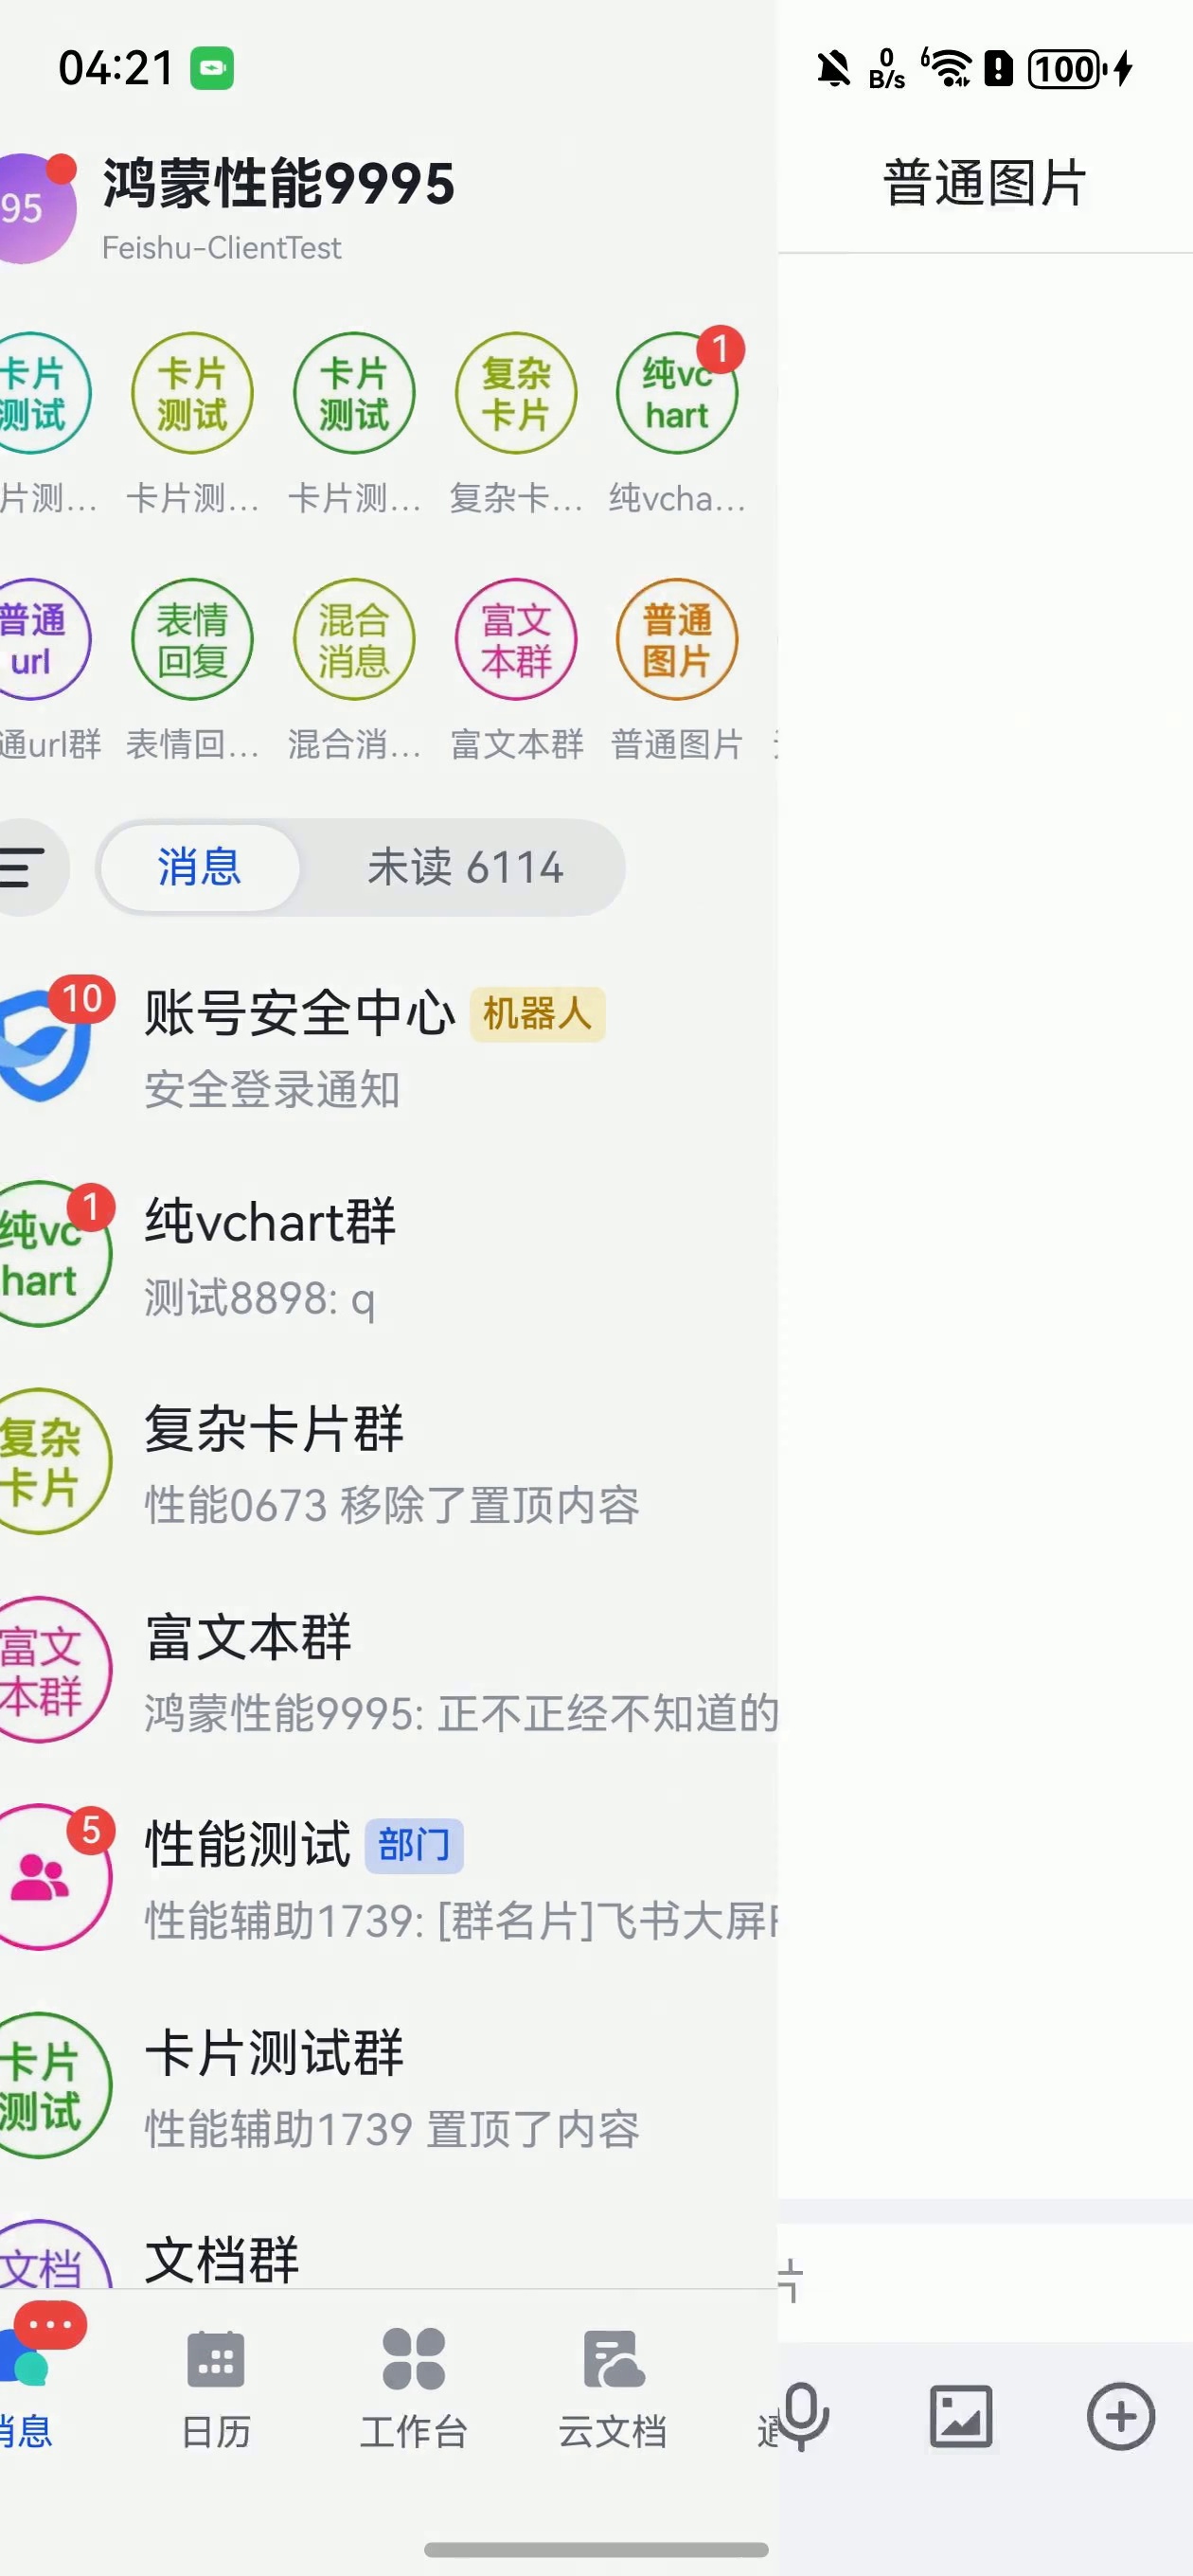 04:21
0
B/s
6
100
95
鸿蒙性能9995
Feishu-ClientTest
普通图片
卡片
测试
卡片
测试
卡片
测试
复杂
卡片
纯vc
hart
1
片测...
卡片测...
卡片测...
复杂卡...
纯vcha...
普通
url
表情
回复
混合
消息
富文
本群
普通
图片
通url群
表情回...
混合消...
富文本群
普通图片
消息
未读 6114
10
账号安全中心 机器人
安全登录通知
纯vc
hart
1
纯vchart群
测试8898: q
复杂
卡片
复杂卡片群
性能0673 移除了置顶内容
富文
本群
富文本群
鸿蒙性能9995: 正不正经不知道的
5
性能测试 部门
性能辅助1739: [群名片]飞书大屏
卡片
测试
卡片测试群
性能辅助1739 置顶了内容
文档
文档群
消息
日历
工作台
云文档